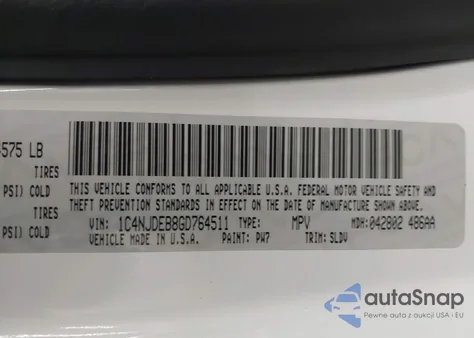 575 LB
TIRES
PSI) COLD
TIRES
PSI) COLD
THIS VEHICLE CONFORMS TO ALL APPLICABLE U.S.A. FEDERAL MOTOR VEHICLE SAFETY AND
THEFT PREVENTION STANDARDS IN EFFECT ON THE DATE OF MANUFACTURE SHOWN ABOVE.
VIN: 1C4NJDEB8GD764511 TYPE: MPV MDH: 042802 486AA
VEHICLE MADE IN U.S.A. PAINT: PW7 TRIM: SLDV
autoSnap
Pewne auta z aukcji USA - EU